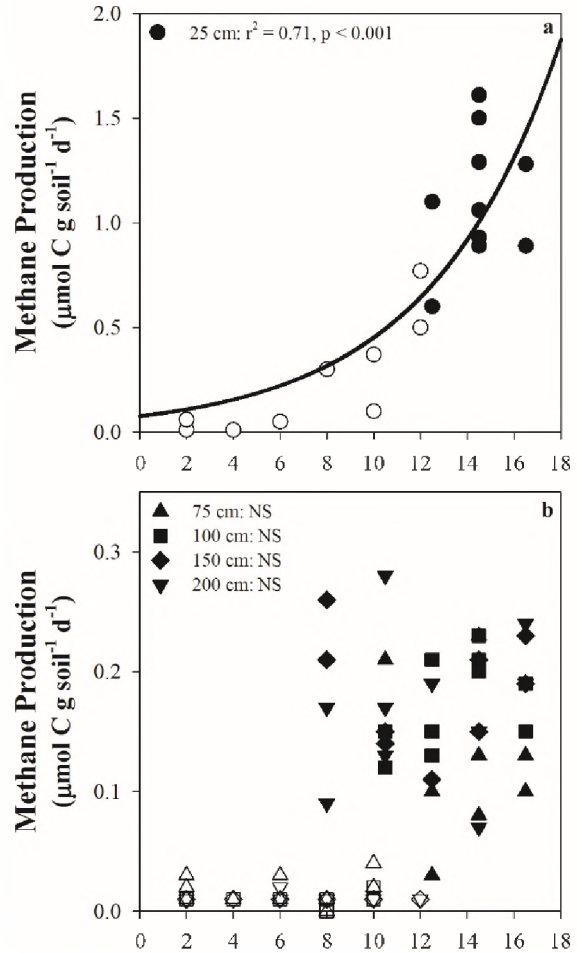 2.0
a
25 cm: r² = 0.71, p < 0.001
1.5
1.0
0.5
0.0
Methane Production
(μmol C g soil⁻¹ d⁻¹)
0 2 4 6 8 10 12 14 16 18
b
75 cm: NS
100 cm: NS
150 cm: NS
200 cm: NS
0.3
0.2
0.1
0.0
Methane Production
(μmol C g soil⁻¹ d⁻¹)
0 2 4 6 8 10 12 14 16 18